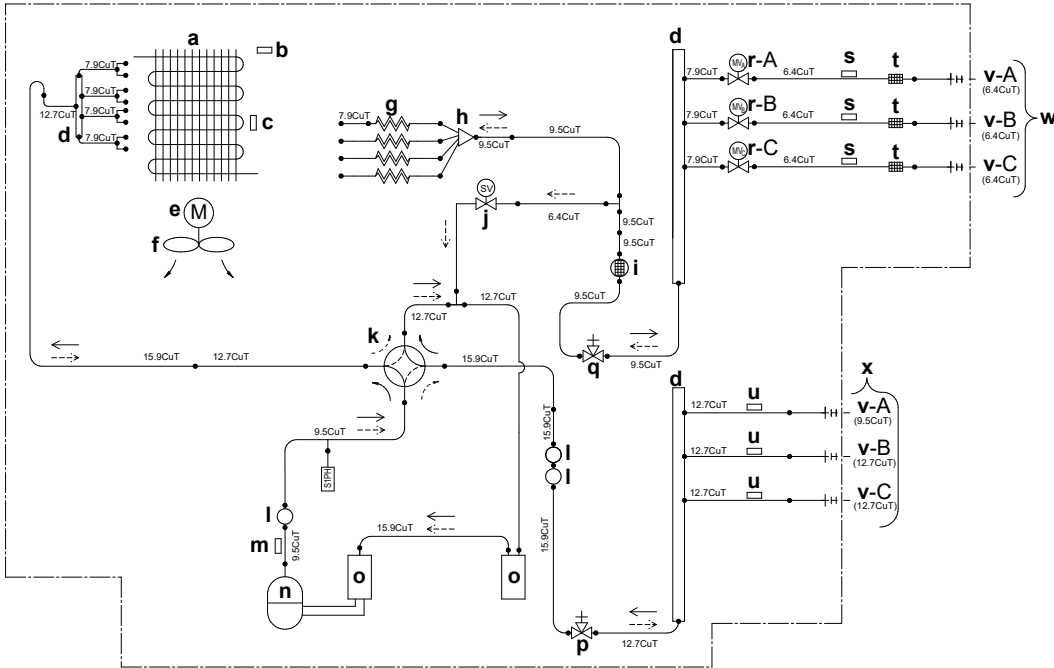 a
b
7.9CuT
7.9CuT
7.9CuT
7.9CuT
12.7CuT
d
c
e M
f
g
7.9CuT
h
9.5CuT
9.5CuT
SV
j
6.4CuT
9.5CuT
9.5CuT
i
9.5CuT
q
9.5CuT
d
7.9CuT
MVA
r-A
6.4CuT
s
t
v-A
(6.4CuT)
7.9CuT
MVB
r-B
6.4CuT
s
t
v-B
(6.4CuT)
7.9CuT
MVC
r-C
6.4CuT
s
t
v-C
(6.4CuT)
w
12.7CuT
12.7CuT
k
15.9CuT
12.7CuT
15.9CuT
9.5CuT
S1PH
l
m
9.5CuT
n
o
15.9CuT
o
15.9CuT
l
l
15.9CuT
p
12.7CuT
d
x
12.7CuT
u
v-A
(9.5CuT)
12.7CuT
u
v-B
(12.7CuT)
12.7CuT
u
v-C
(12.7CuT)